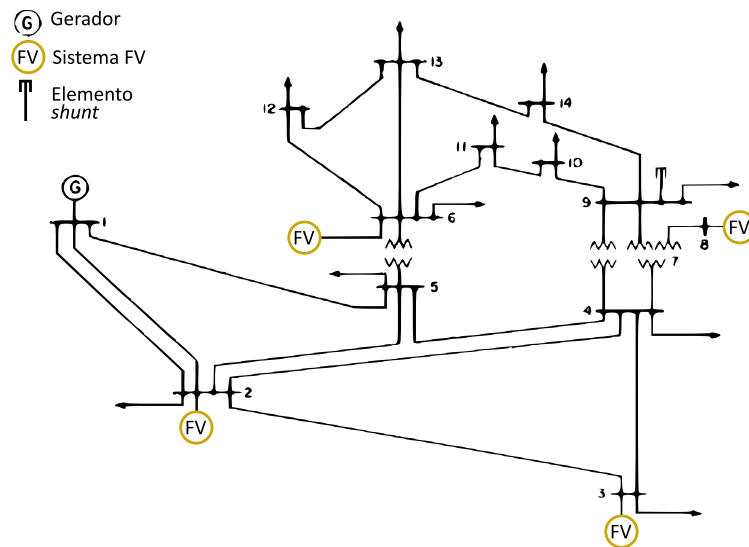 G Gerador
FV Sistema FV
Elemento
shunt
13
12
14
11
10
G
1
FV
6
9
8
FV
7
5
4
2
FV
3
FV